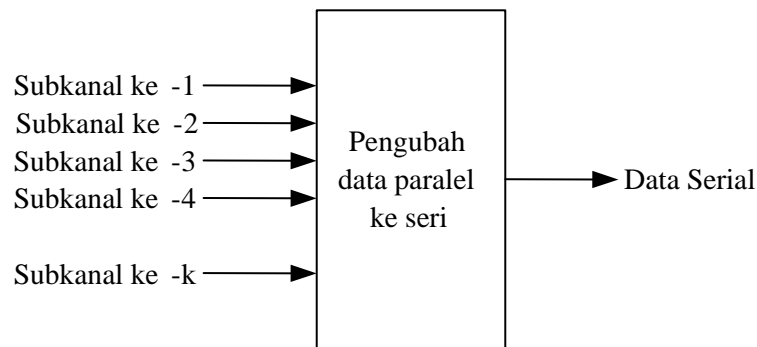 Subkanal ke -1
Subkanal ke -2
Subkanal ke -3
Subkanal ke -4
Subkanal ke -k
Pengubah
data paralel
ke seri
Data Serial